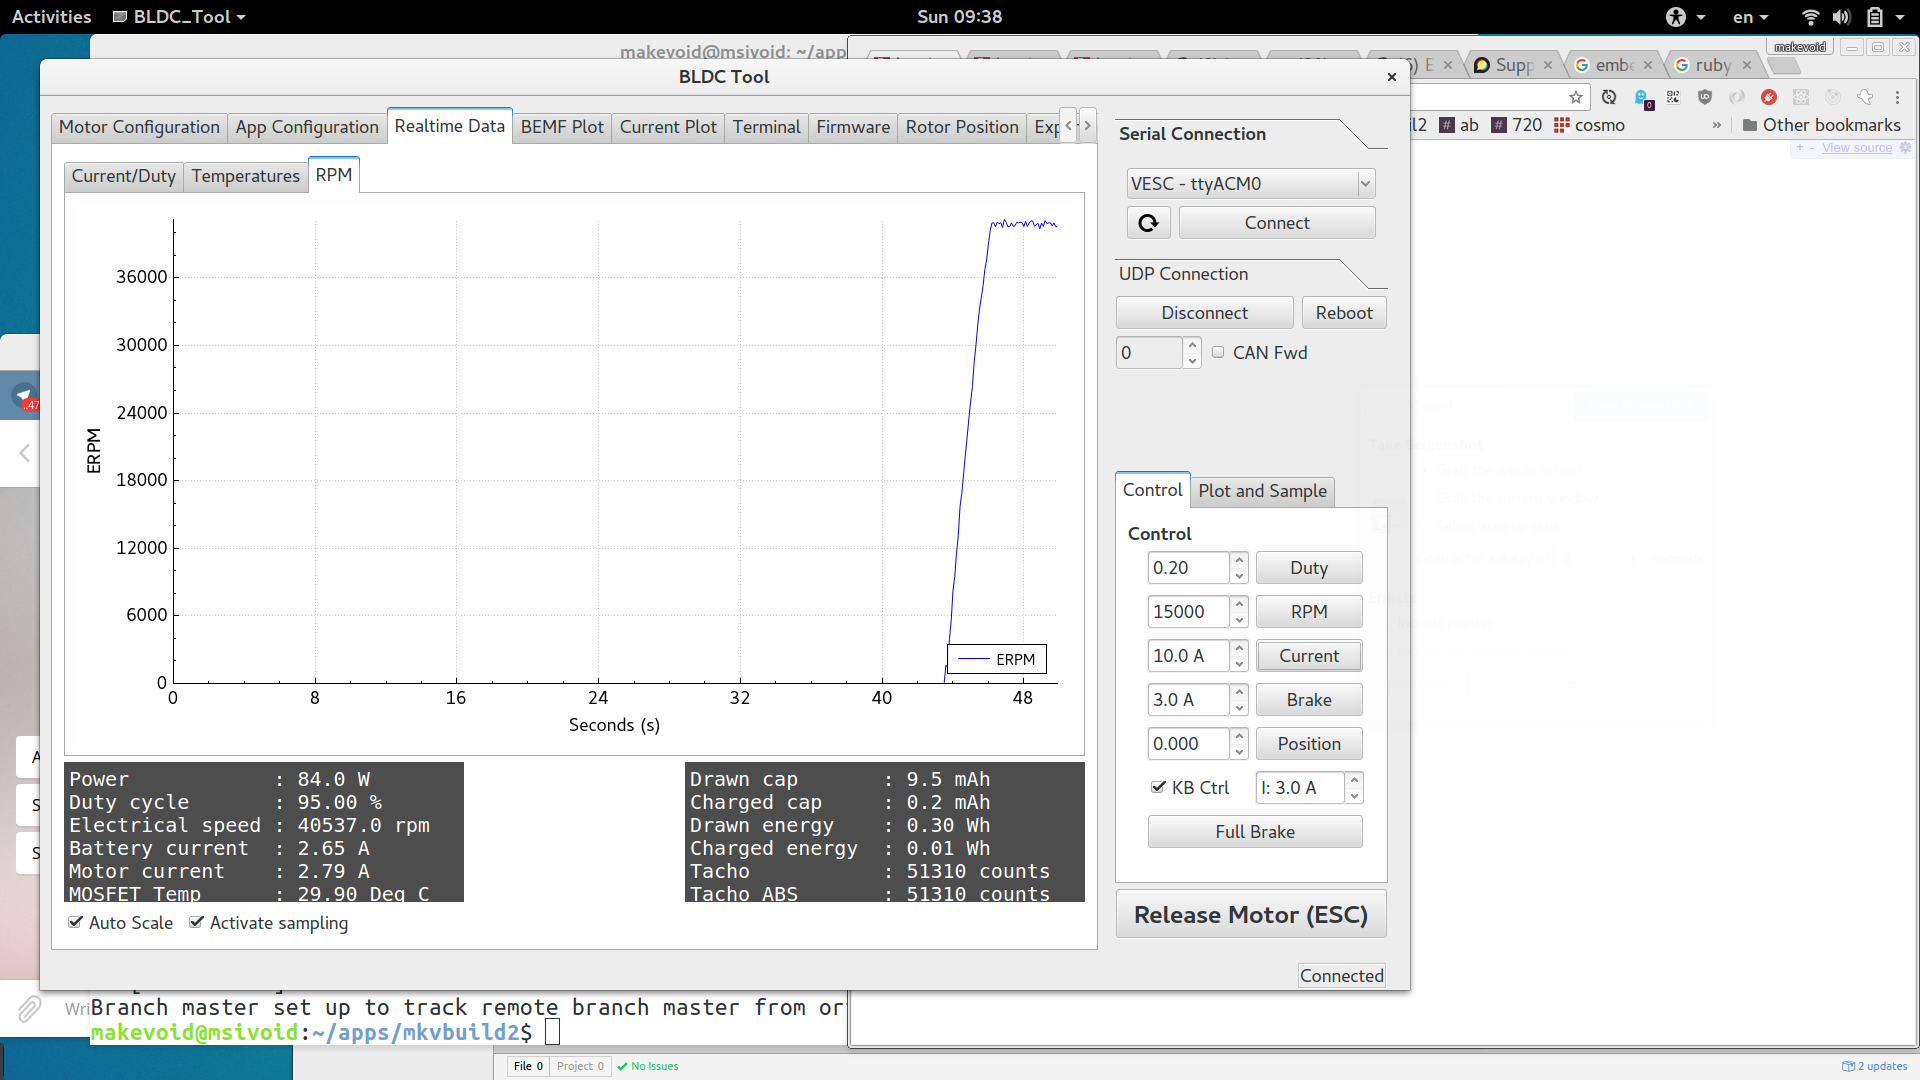 Activities
BLDC_Tool
Sun 09:38
en
makevoid@msivoid: ~/app
makevoid
BLDC Tool
Supp
embe
ruby
Motor Configuration
App Configuration
Realtime Data
BEMF Plot
Current Plot
Terminal
Firmware
Rotor Position
Exp
Current/Duty
Temperatures
RPM
il2
# ab
# 720
cosmo
»
Other bookmarks
+ - View source
Serial Connection
VESC - ttyACM0
Connect
UDP Connection
Disconnect
Reboot
0
CAN Fwd
ERPM
36000
30000
24000
18000
12000
6000
0
ERPM
0 8 16 24 32 40 48
Seconds (s)
Control
Plot and Sample
Control
0.20
Duty
15000
RPM
10.0 A
Current
3.0 A
Brake
0.000
Position
KB Ctrl
I: 3.0 A
Full Brake
Release Motor (ESC)
Connected
Power : 84.0 W
Duty cycle : 95.00 %
Electrical speed : 40537.0 rpm
Battery current : 2.65 A
Motor current : 2.79 A
MOSFET Temp : 29.90 Deg C
Drawn cap : 9.5 mAh
Charged cap : 0.2 mAh
Drawn energy : 0.30 Wh
Charged energy : 0.01 Wh
Tacho : 51310 counts
Tacho ABS : 51310 counts
Auto Scale
Activate sampling
..47
A
S
S
Wri
Branch master set up to track remote branch master from or
makevoid@msivoid:~/apps/mkvbuild2$
File 0
Project 0
No Issues
2 updates